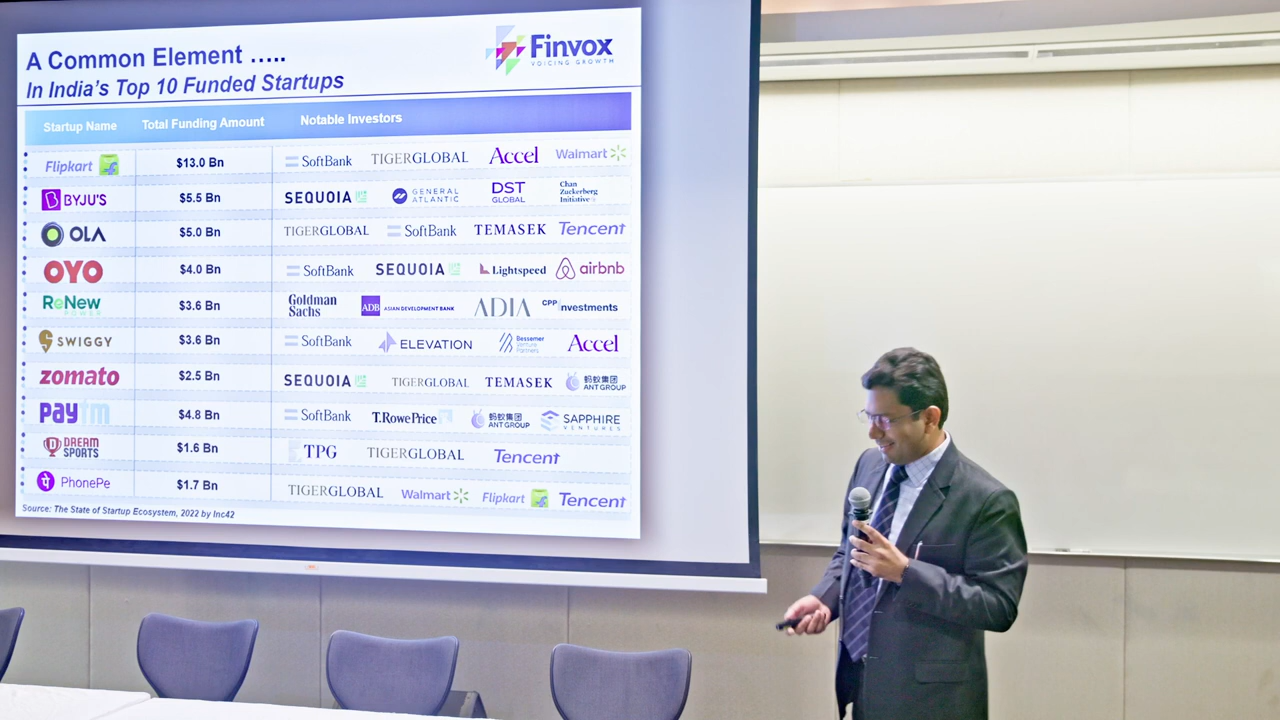 A Common Element .....
In India's Top 10 Funded Startups
Finvox
VOICING GROWTH
Startup Name Total Funding Amount Notable Investors
Flipkart $13.0 Bn SoftBank TIGERGLOBAL Accel Walmart
BYJU'S $5.5 Bn SEQUOIA GENERAL ATLANTIC DST GLOBAL Chan Zuckerberg Initiative
OLA $5.0 Bn TIGERGLOBAL SoftBank TEMASEK Tencent
OYO $4.0 Bn SoftBank SEQUOIA Lightspeed airbnb
ReNew POWER $3.6 Bn Goldman Sachs ADB ASIAN DEVELOPMENT BANK ADIA CPP Investments
SWIGGY $3.6 Bn SoftBank ELEVATION Bessemer Venture Partners Accel
zomato $2.5 Bn SEQUOIA TIGERGLOBAL TEMASEK 蚂蚁集团 ANT GROUP
paytm $4.8 Bn SoftBank T.RowePrice 蚂蚁集团 ANT GROUP SAPPHIRE VENTURES
DREAM SPORTS $1.6 Bn TPG TIGERGLOBAL Tencent
PhonePe $1.7 Bn TIGERGLOBAL Walmart Flipkart Tencent
Source: The State of Startup Ecosystem, 2022 by Inc42